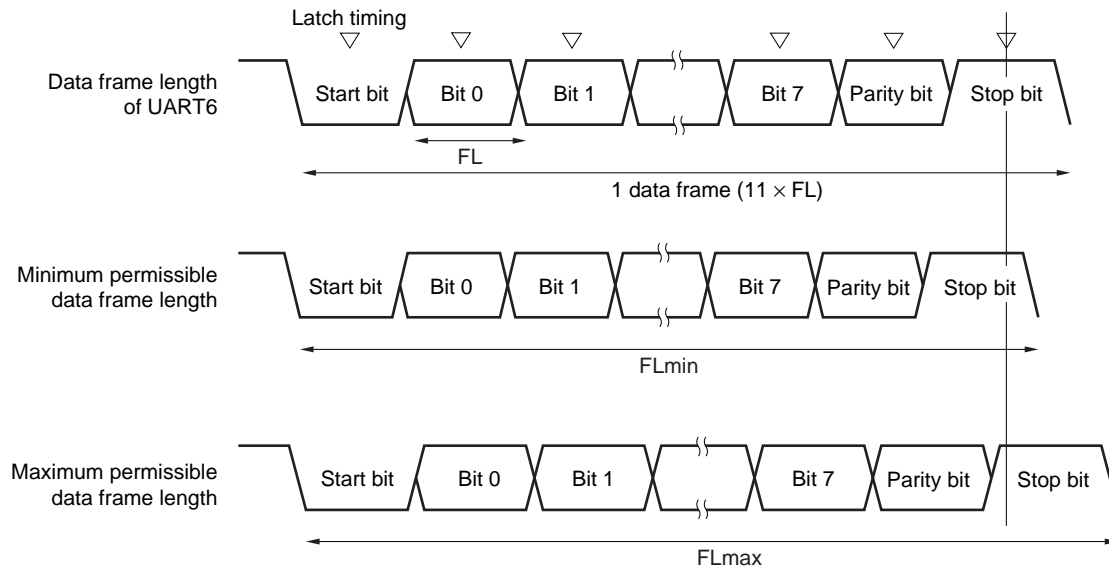 Latch timing
Data frame length
of UART6
Start bit
Bit 0
Bit 1
Bit 7
Parity bit
Stop bit
FL
1 data frame (11 × FL)
Minimum permissible
data frame length
Start bit
Bit 0
Bit 1
Bit 7
Parity bit
Stop bit
FLmin
Maximum permissible
data frame length
Start bit
Bit 0
Bit 1
Bit 7
Parity bit
Stop bit
FLmax